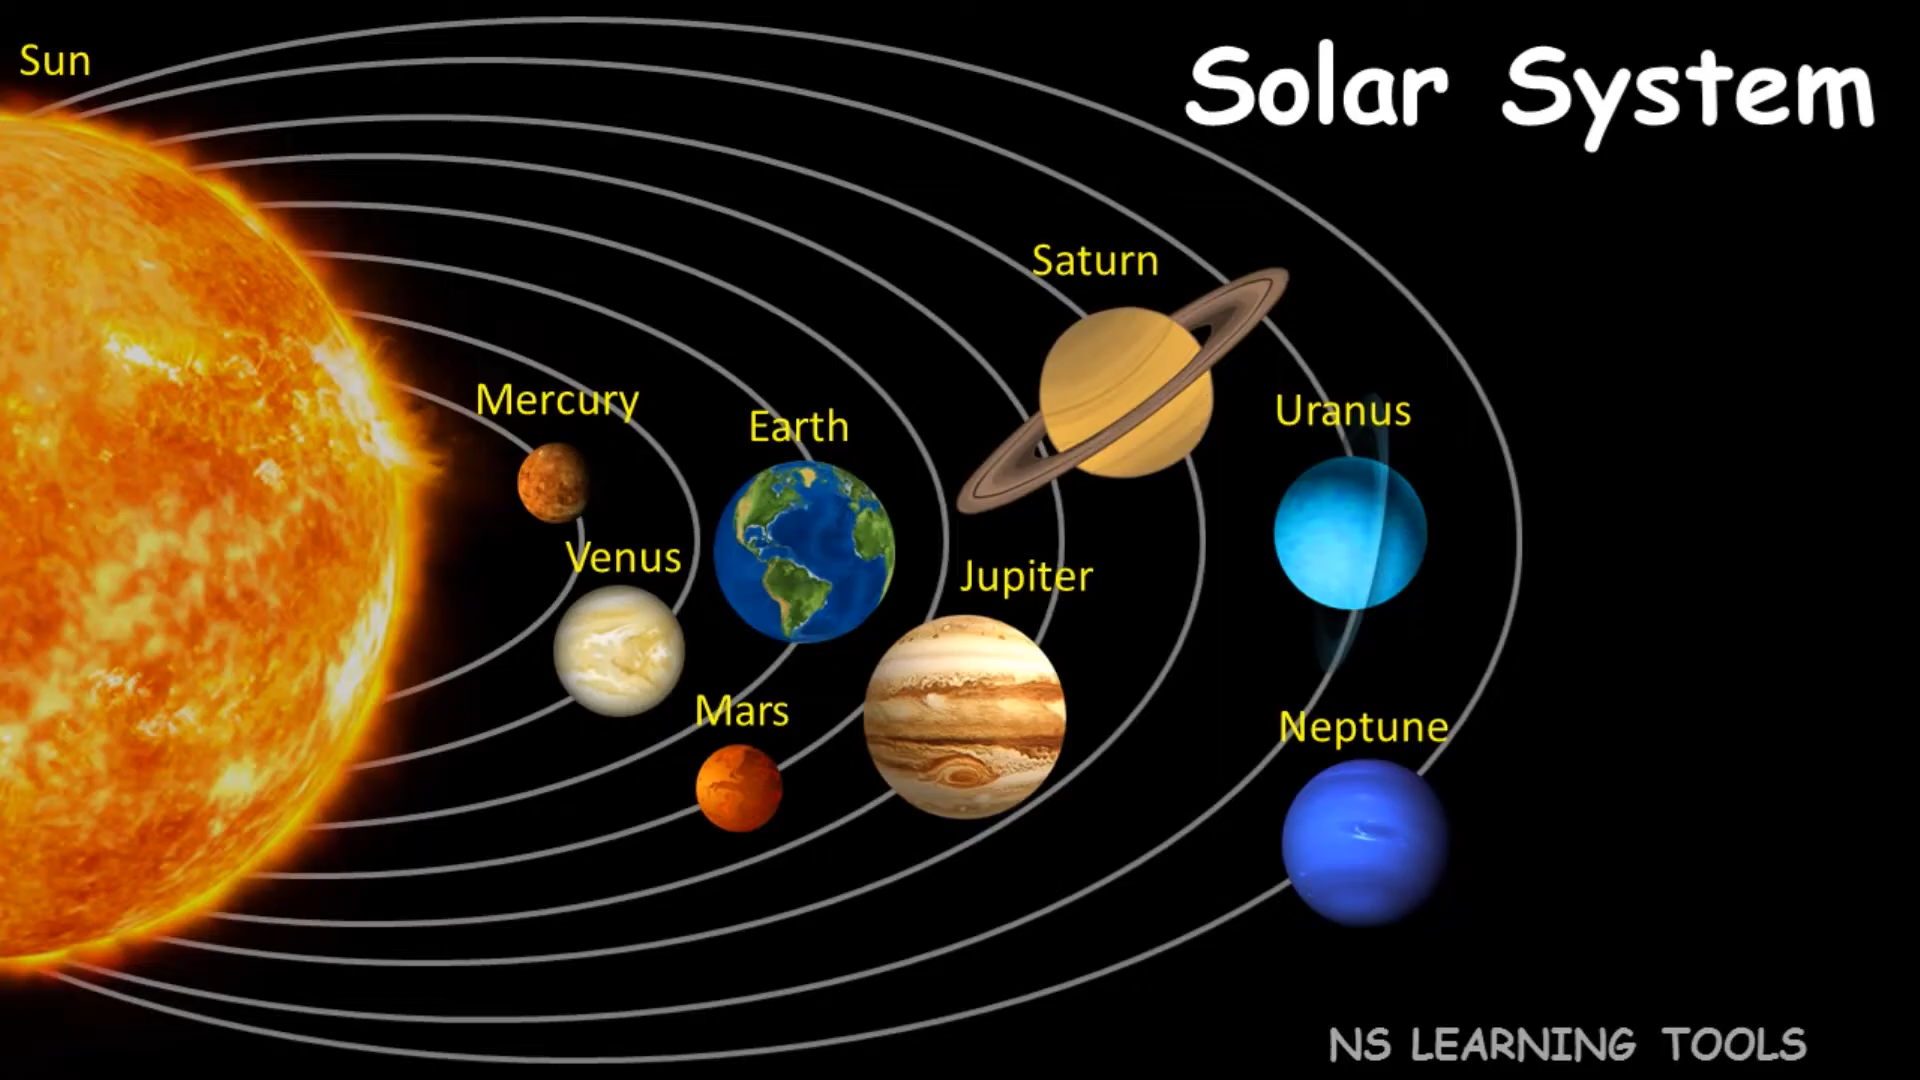 Sun
Solar System
Saturn
Mercury
Earth
Uranus
Venus
Jupiter
Mars
Neptune
NS LEARNING TOOLS